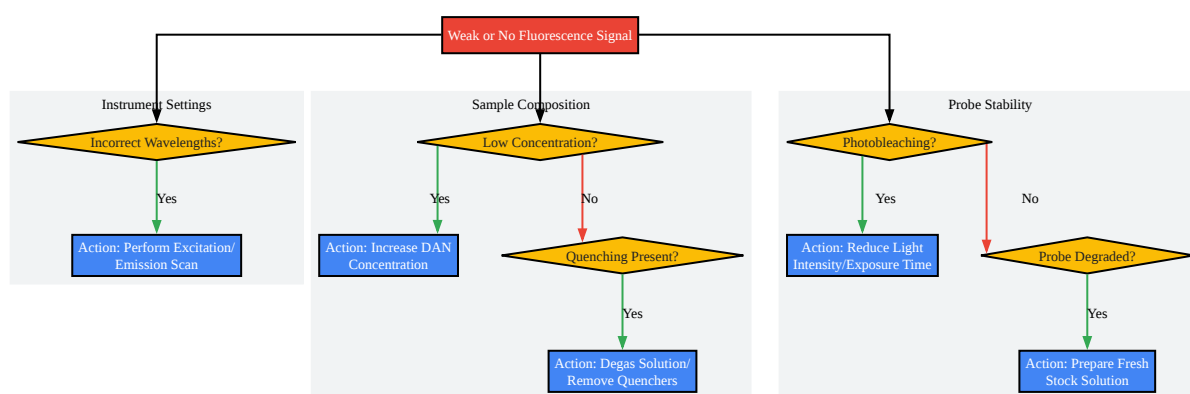 Weak or No Fluorescence Signal
Instrument Settings
Incorrect Wavelengths?
Yes
Action: Perform Excitation/
Emission Scan
Sample Composition
Low Concentration?
Yes
No
Action: Increase DAN
Concentration
Quenching Present?
Yes
Action: Degas Solution/
Remove Quenchers
Probe Stability
Photobleaching?
Yes
No
Action: Reduce Light
Intensity/Exposure Time
Probe Degraded?
Yes
Action: Prepare Fresh
Stock Solution